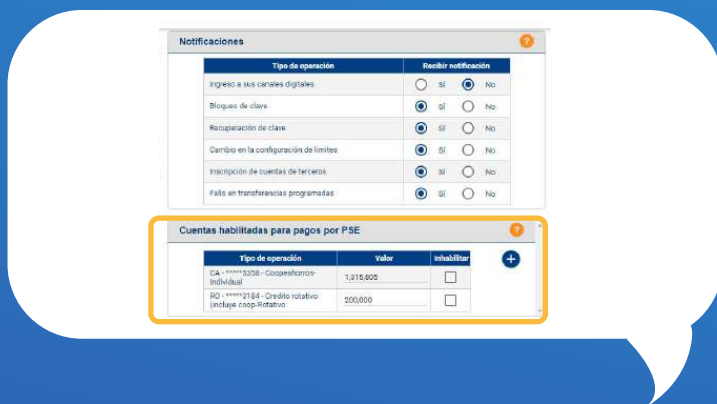 Notificaciones ?
Tipo de operación Recibir notificación
Ingreso a sus canales digitales Sí No
Bloqueo de clave Sí No
Recuperación de clave Sí No
Cambio en la configuración de límites Sí No
Inscripción de cuentas de terceros Sí No
Fallo en transferencias programadas Sí No
Cuentas habilitadas para pagos por PSE ?
Tipo de operación Valor Inhabilitar +
CA - *****5358 - Coopeahorros-
Individual 1,315,805
RO - *****3184 - Credito rotativo
(incluye coop-Rotativo 200,000